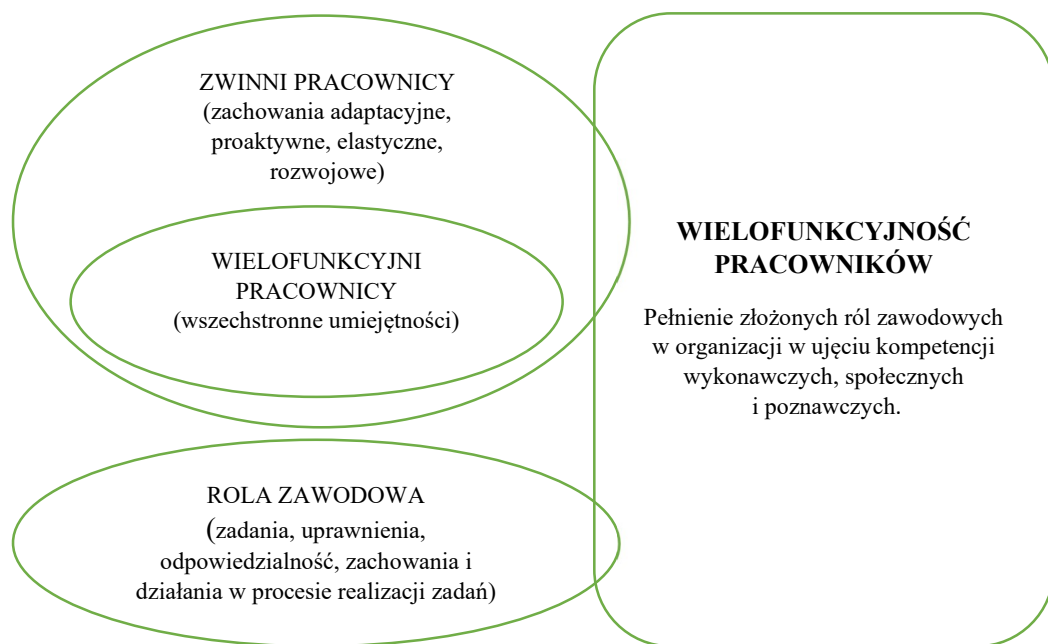 ZWINNI PRACOWNICY
(zachowania adaptacyjne,
proaktywne, elastyczne,
rozwojowe)
WIELOFUNKCYJNI
PRACOWNICY
(wszechstronne umiejętności)
ROLA ZAWODOWA
(zadania, uprawnienia,
odpowiedzialność, zachowania i
działania w procesie realizacji zadań)
WIELOFUNKCYJNOŚĆ
PRACOWNIKÓW
Pełnienie złożonych ról zawodowych
w organizacji w ujęciu kompetencji
wykonawczych, społecznych
i poznawczych.